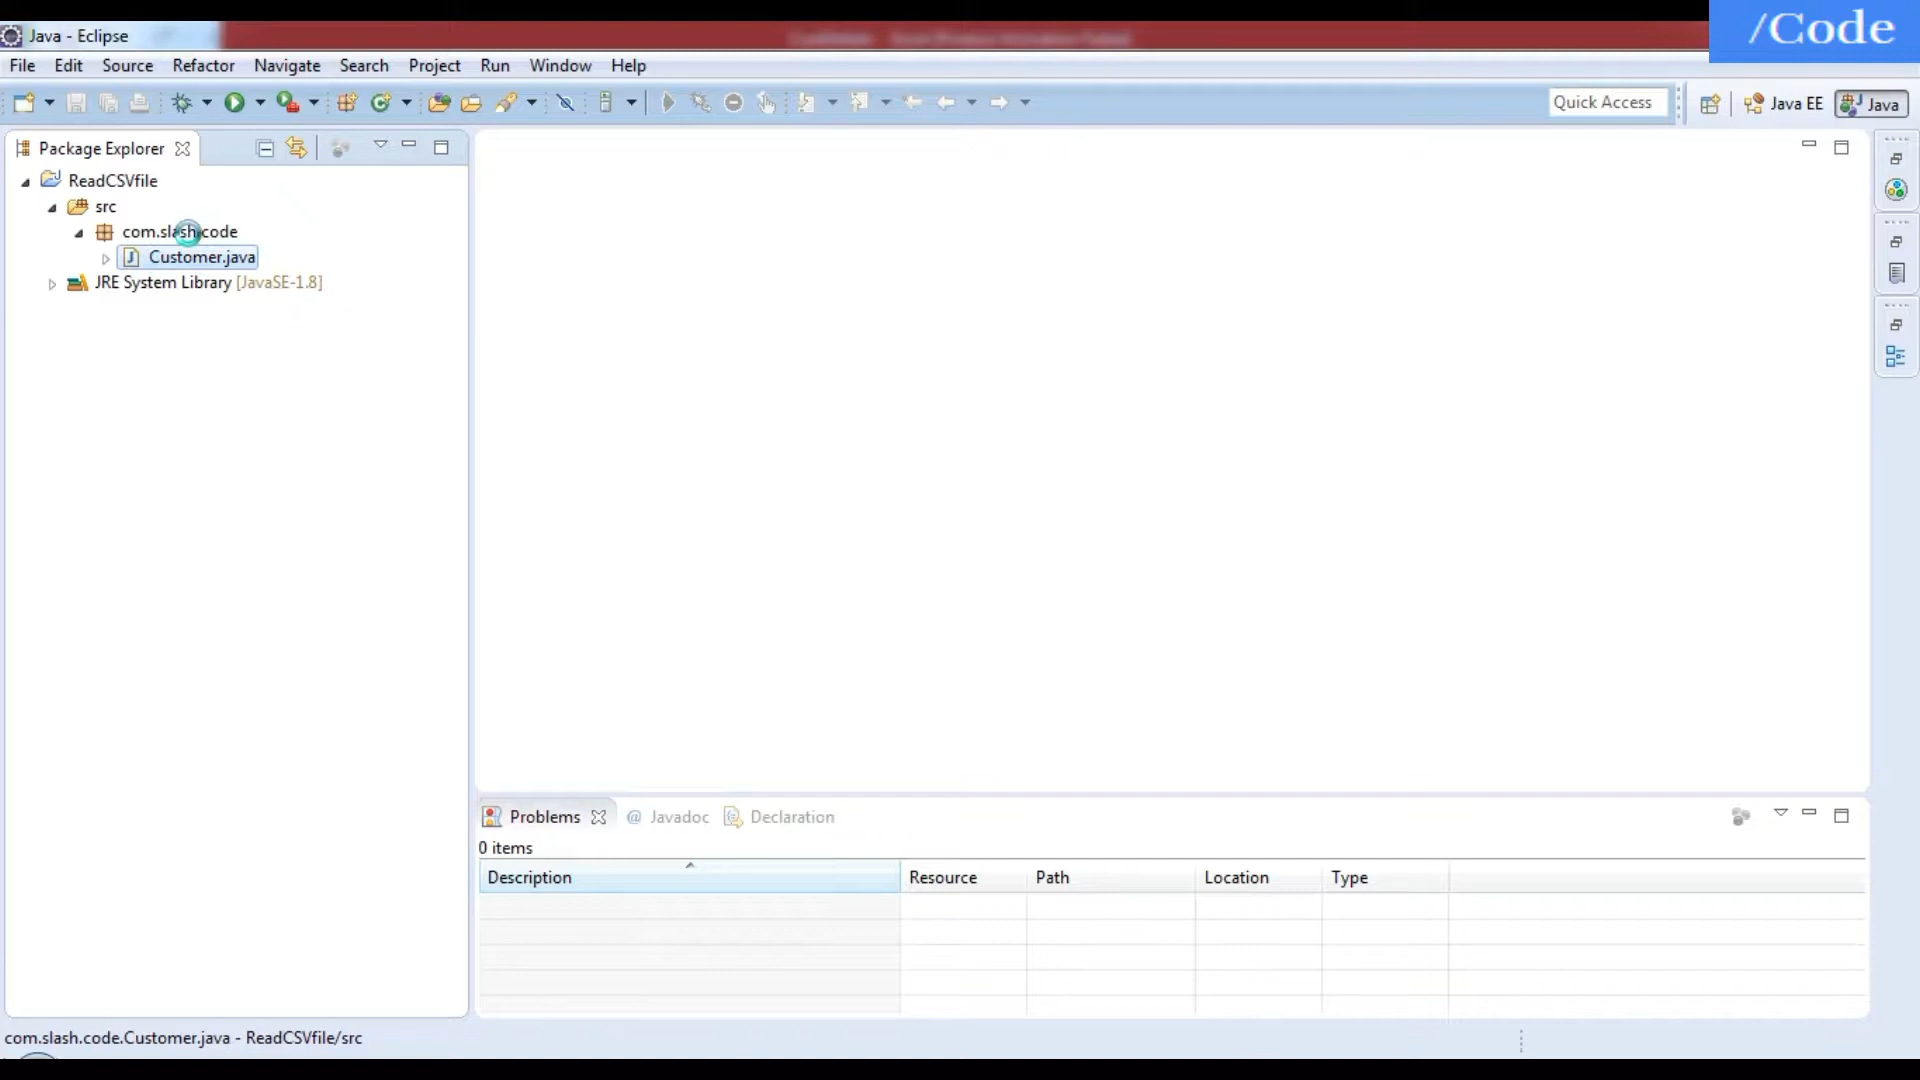 Java - Eclipse
/Code
File Edit Source Refactor Navigate Search Project Run Window Help
Quick Access
Java EE
Java
Package Explorer
ReadCSVfile
src
com.slash.code
Customer.java
JRE System Library [JavaSE-1.8]
Problems @ Javadoc Declaration
0 items
Description Resource Path Location Type
com.slash.code.Customer.java - ReadCSVfile/src